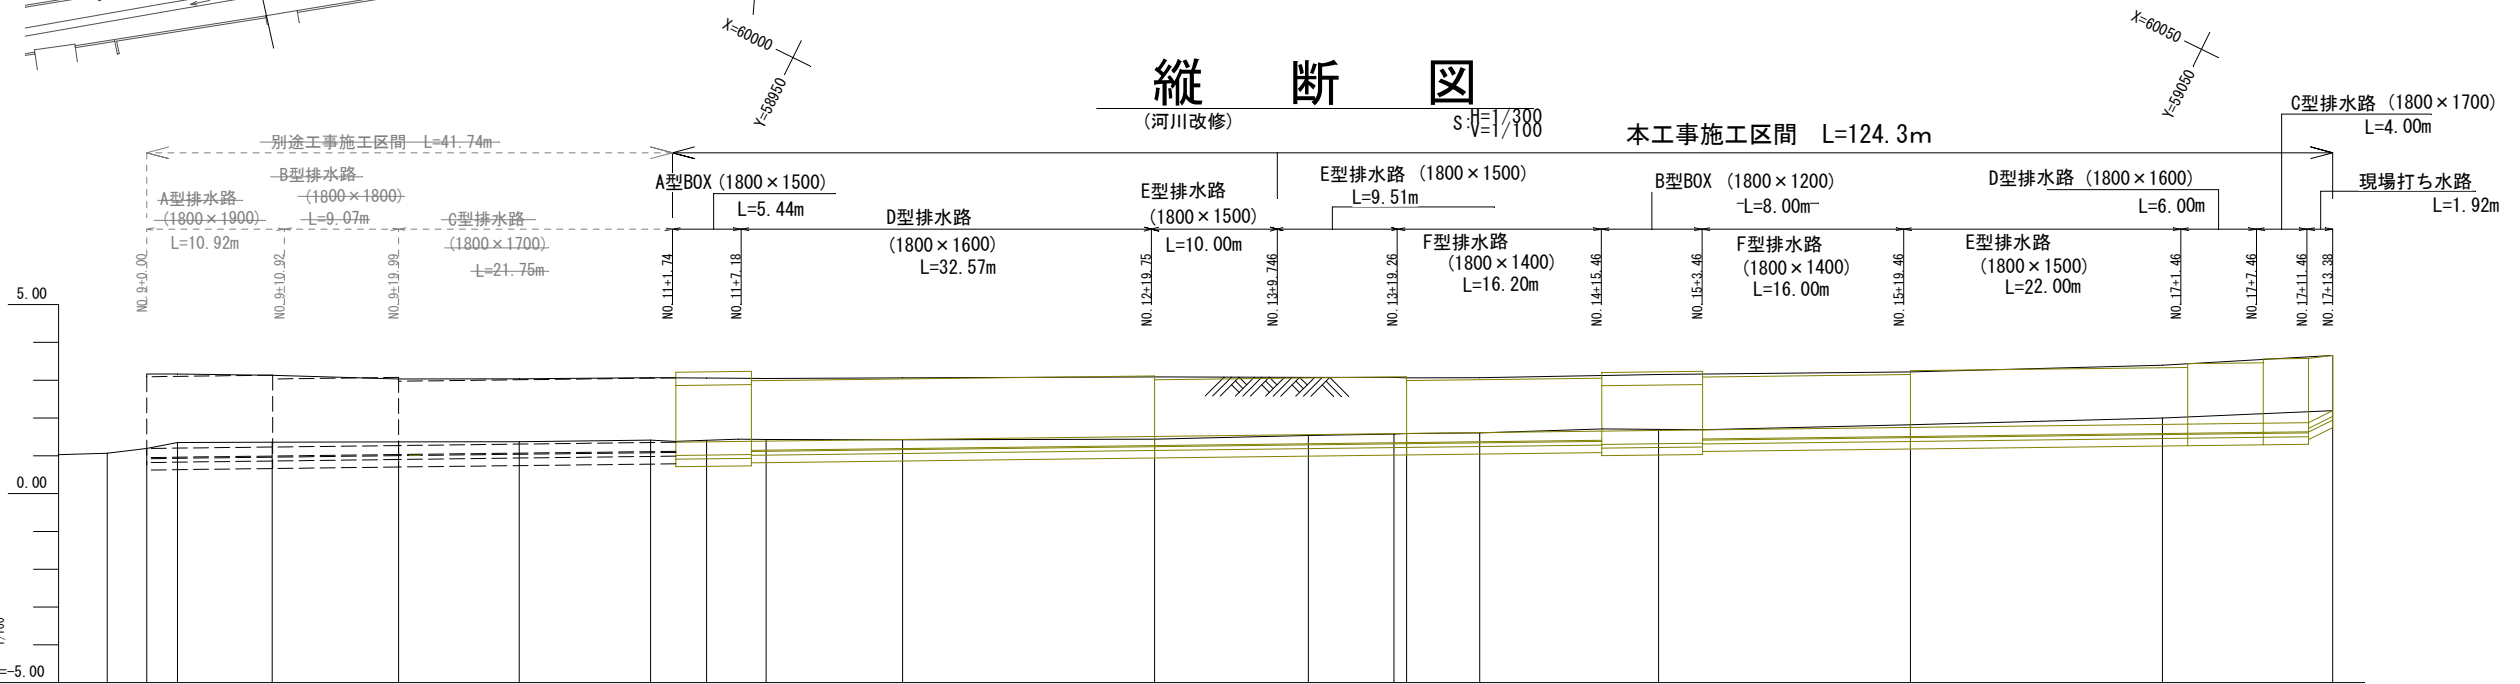 X=60000
Y=58950
X=60050
Y=59050
縦断図
(河川改修)
S:H=1/300
V=1/100
別途工事施工区間 L=41.74m
本工事施工区間 L=124.3m
A型排水路
(1800×1900)
L=10.92m
B型排水路
(1800×1800)
L=9.07m
C型排水路
(1800×1700)
L=21.75m
A型BOX (1800×1500)
L=5.44m
D型排水路
(1800×1600)
L=32.57m
E型排水路
(1800×1500)
L=10.00m
E型排水路 (1800×1500)
L=9.51m
F型排水路
(1800×1400)
L=16.20m
B型BOX (1800×1200)
L=8.00m
F型排水路
(1800×1400)
L=16.00m
E型排水路
(1800×1500)
L=22.00m
D型排水路 (1800×1600)
L=6.00m
C型排水路 (1800×1700)
L=4.00m
現場打ち水路
L=1.92m
NO.9+0.00
NO.9+10.92
NO.9+19.99
NO.11+1.74
NO.11+7.18
NO.12+19.75
NO.13+9.746
NO.13+19.26
NO.14+15.46
NO.15+3.46
NO.15+19.46
NO.17+1.46
NO.17+7.46
NO.17+11.46
NO.17+13.38
5.00
0.00
=-5.00